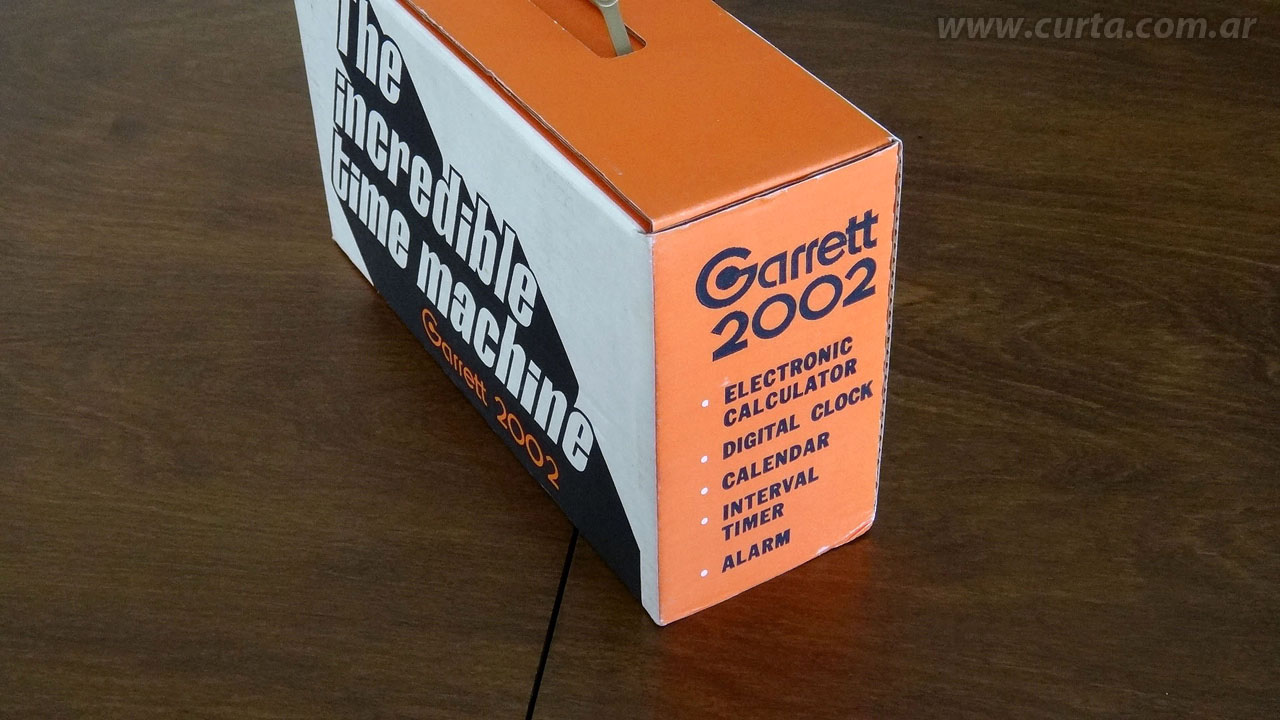 www.curta.com.ar
The
incredible
time machine
Garrett 2002
Garrett
2002
• ELECTRONIC
CALCULATOR
• DIGITAL CLOCK
• CALENDAR
• INTERVAL
TIMER
• ALARM